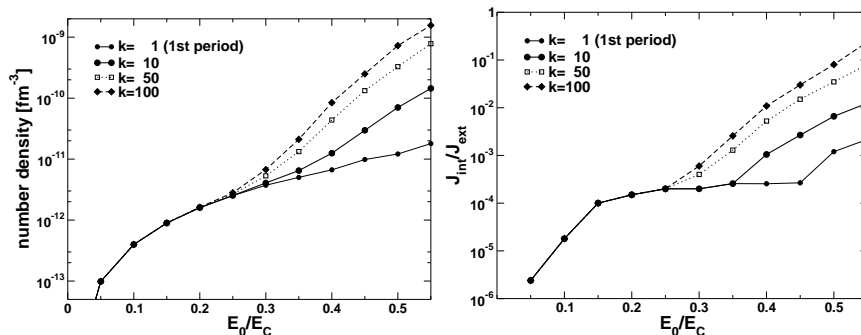 number density [fm⁻³]
10⁻⁹
10⁻¹⁰
10⁻¹¹
10⁻¹²
10⁻¹³
k= 1 (1st period)
k= 10
k= 50
k=100
0 0.1 0.2 0.3 0.4 0.5
E₀/E_C
J_int/J_ext
10⁻¹
10⁻²
10⁻³
10⁻⁴
10⁻⁵
10⁻⁶
k= 1 (1st period)
k= 10
k= 50
k=100
0.1 0.2 0.3 0.4 0.5
E₀/E_C